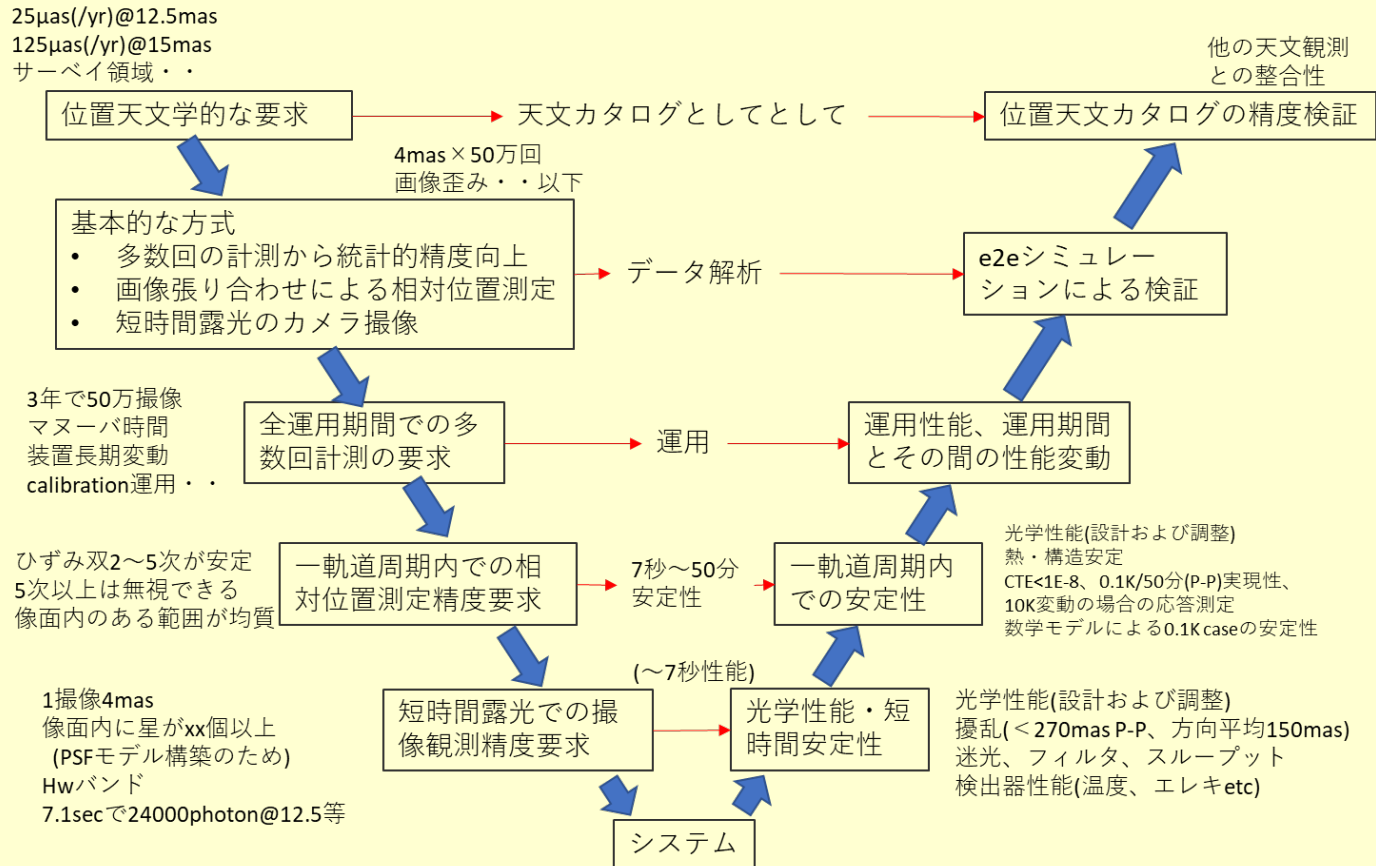 25μas(/yr)@12.5mas
125μas(/yr)@15mas
サーベイ領域・・
他の天文観測
との整合性
位置天文学的な要求
天文カタログとしてとして
位置天文カタログの精度検証
4mas×50万回
画像歪み・・以下
基本的な方式
• 多数回の計測から統計的精度向上
• 画像張り合わせによる相対位置測定
• 短時間露光のカメラ撮像
データ解析
e2eシミュレー
ションによる検証
3年で50万撮像
マヌーバ時間
装置長期変動
calibration運用・・
全運用期間での多
数回計測の要求
運用
運用性能、運用期間
とその間の性能変動
ひずみ双2～5次が安定
5次以上は無視できる
像面内のある範囲が均質
一軌道周期内での相
対位置測定精度要求
7秒～50分
安定性
一軌道周期内
での安定性
光学性能(設計および調整)
熱・構造安定
CTE<1E-8、0.1K/50分(P-P)実現性、
10K変動の場合の応答測定
数学モデルによる0.1K caseの安定性
1撮像4mas
像面内に星がxx個以上
(PSFモデル構築のため)
Hwバンド
7.1secで24000photon@12.5等
短時間露光での撮
像観測精度要求
(～7秒性能)
光学性能・短
時間安定性
光学性能(設計および調整)
擾乱(＜270mas P-P、方向平均150mas)
迷光、フィルタ、スループット
検出器性能(温度、エレキetc)
システム